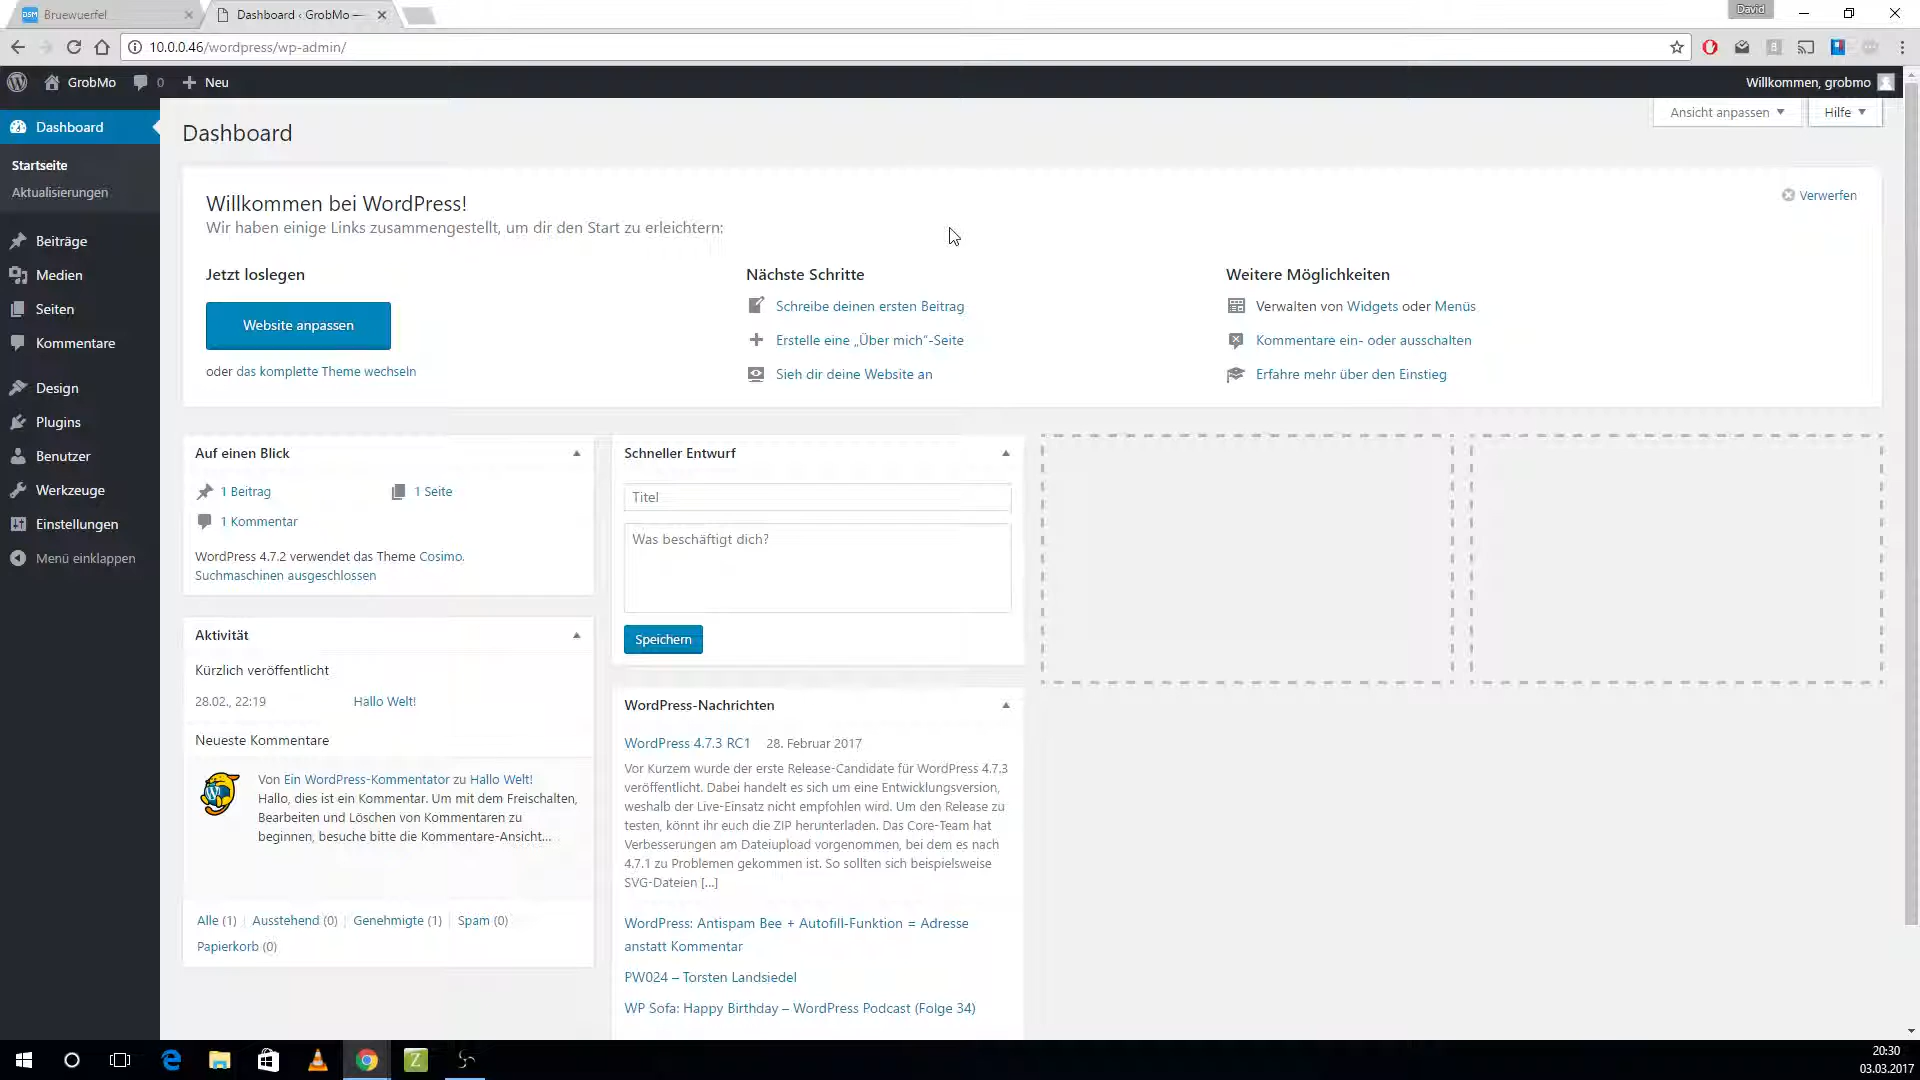 Bruewuerfel
Dashboard ‹ GrobMo —
David
10.0.0.46/wordpress/wp-admin/
GrobMo
0
Neu
Willkommen, grobmo
Dashboard
Startseite
Aktualisierungen
Beiträge
Medien
Seiten
Kommentare
Design
Plugins
Benutzer
Werkzeuge
Einstellungen
Menü einklappen
Dashboard
Ansicht anpassen
Hilfe
Willkommen bei WordPress!
Wir haben einige Links zusammengestellt, um dir den Start zu erleichtern:
Verwerfen
Jetzt loslegen
Website anpassen
oder das komplette Theme wechseln
Nächste Schritte
Schreibe deinen ersten Beitrag
Erstelle eine „Über mich“-Seite
Sieh dir deine Website an
Weitere Möglichkeiten
Verwalten von Widgets oder Menüs
Kommentare ein- oder ausschalten
Erfahre mehr über den Einstieg
Auf einen Blick
1 Beitrag
1 Seite
1 Kommentar
WordPress 4.7.2 verwendet das Theme Cosimo.
Suchmaschinen ausgeschlossen
Aktivität
Kürzlich veröffentlicht
28.02., 22:19
Hallo Welt!
Neueste Kommentare
Von Ein WordPress-Kommentator zu Hallo Welt!
Hallo, dies ist ein Kommentar. Um mit dem Freischalten,
Bearbeiten und Löschen von Kommentaren zu
beginnen, besuche bitte die Kommentare-Ansicht…
Alle (1) | Ausstehend (0) | Genehmigte (1) | Spam (0)
Papierkorb (0)
Schneller Entwurf
Titel
Was beschäftigt dich?
Speichern
WordPress-Nachrichten
WordPress 4.7.3 RC1 28. Februar 2017
Vor Kurzem wurde der erste Release-Candidate für WordPress 4.7.3
veröffentlicht. Dabei handelt es sich um eine Entwicklungsversion,
weshalb der Live-Einsatz nicht empfohlen wird. Um den Release zu
testen, könnt ihr euch die ZIP herunterladen. Das Core-Team hat
Verbesserungen am Dateiupload vorgenommen, bei dem es nach
4.7.1 zu Problemen gekommen ist. So sollten sich beispielsweise
SVG-Dateien […]
WordPress: Antispam Bee + Autofill-Funktion = Adresse
anstatt Kommentar
PW024 – Torsten Landsiedel
WP Sofa: Happy Birthday – WordPress Podcast (Folge 34)
20:30
03.03.2017